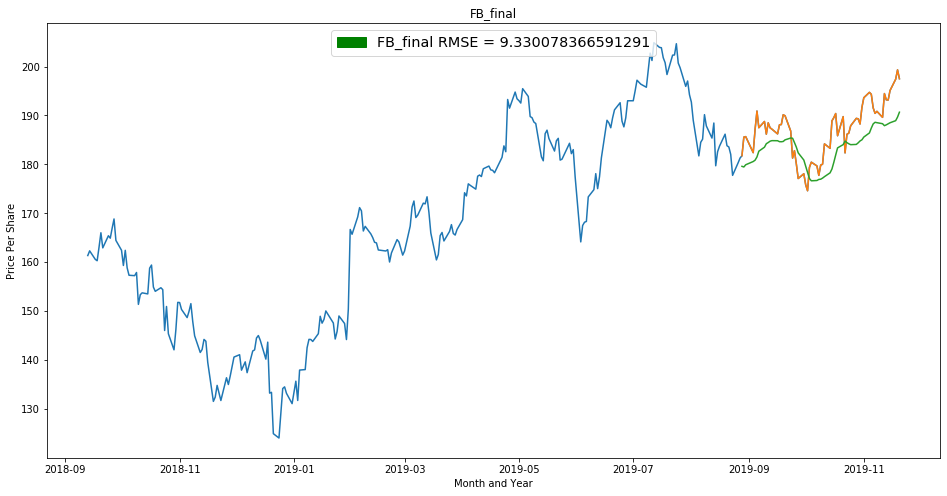 FB_final
FB_final RMSE = 9.330078366591291
200
190
180
170
160
150
140
130
Price Per Share
2018-09 2018-11 2019-01 2019-03 2019-05 2019-07 2019-09 2019-11
Month and Year